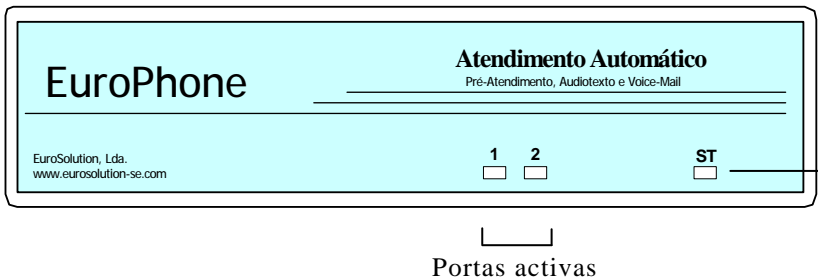 EuroPhone
Atendimento Automático
Pré-Atendimento, Audiotexto e Voice-Mail
EuroSolution, Lda.
www.eurosolution-se.com
1 2 ST
Portas activas